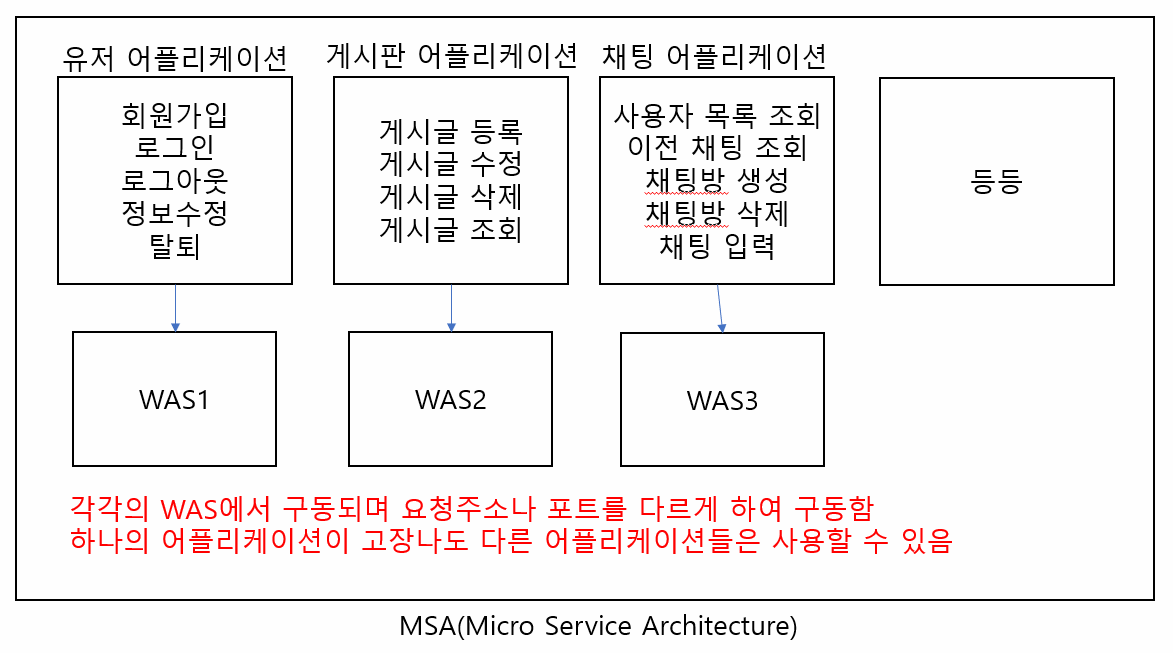 유저 어플리케이션
회원가입
로그인
로그아웃
정보수정
탈퇴
WAS1
게시판 어플리케이션
게시글 등록
게시글 수정
게시글 삭제
게시글 조회
WAS2
채팅 어플리케이션
사용자 목록 조회
이전 채팅 조회
채팅방 생성
채팅방 삭제
채팅 입력
WAS3
등등
각각의 WAS에서 구동되며 요청주소나 포트를 다르게 하여 구동함
하나의 어플리케이션이 고장나도 다른 어플리케이션들은 사용할 수 있음
MSA(Micro Service Architecture)